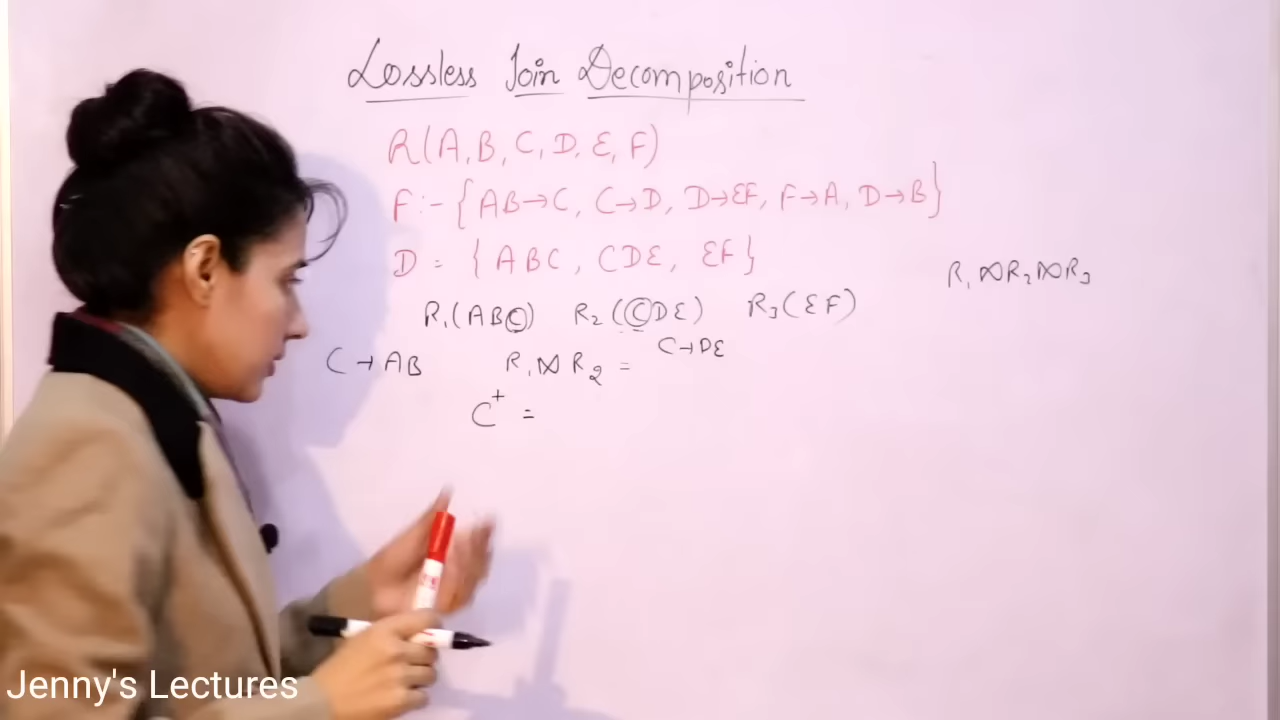 Lossless Join Decomposition
R(A,B,C,D,E,F)
F:- {AB→C, C→D, D→EF, F→A, D→B}
D = {ABC, CDE, EF}
R₁⋈R₂⋈R₃
R₁(ABC) R₂(CDE) R₃(EF)
C→DE
C→AB R₁⋈R₂ =
C⁺ =
Jenny's Lectures